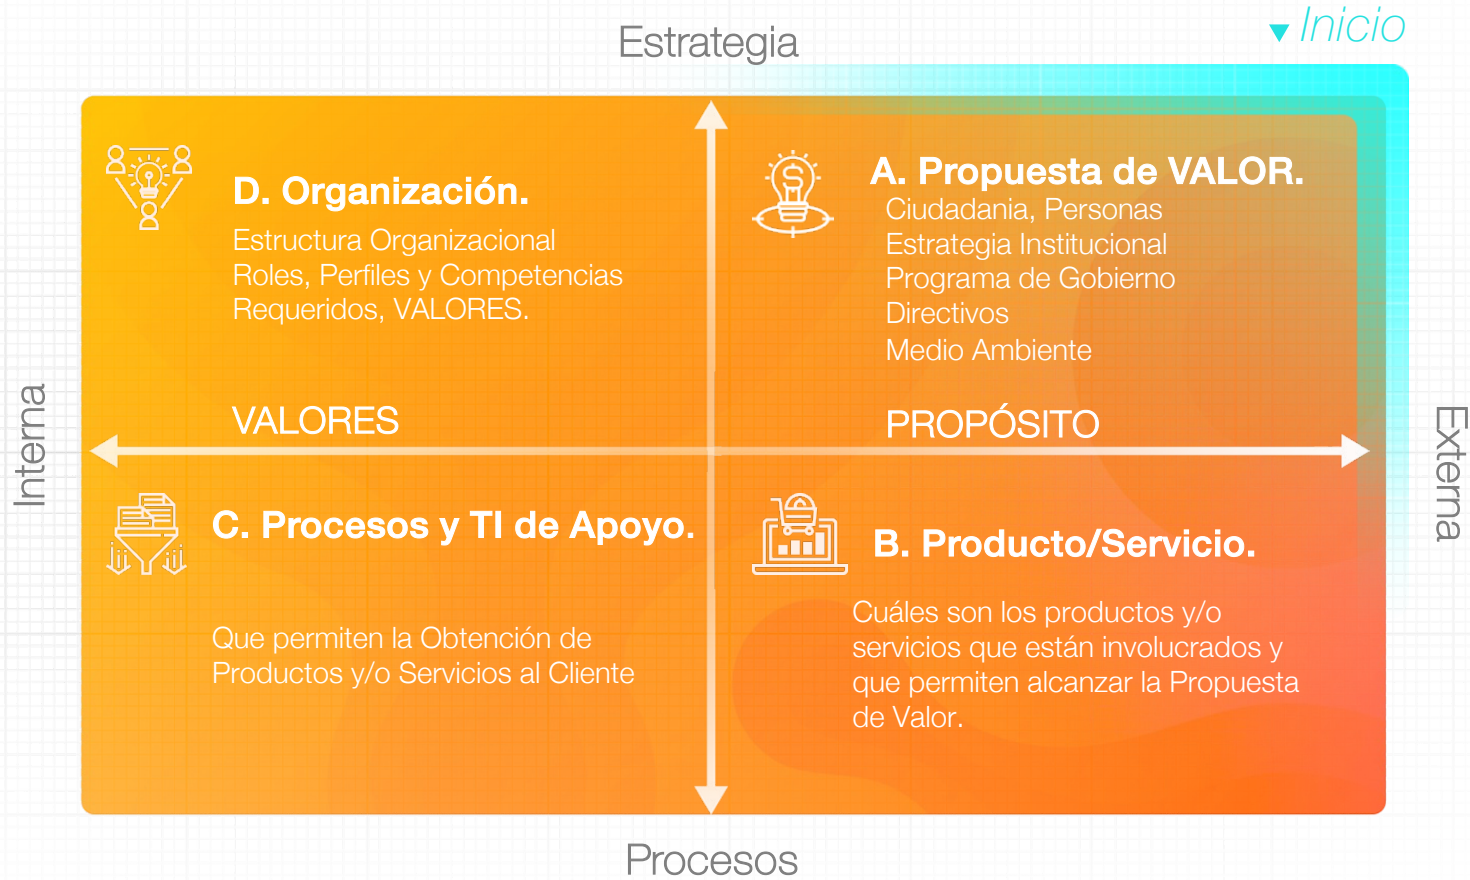 Estrategia
Inicio
D. Organización.
Estructura Organizacional
Roles, Perfiles y Competencias
Requeridos, VALORES.
A. Propuesta de VALOR.
Ciudadania, Personas
Estrategia Institucional
Programa de Gobierno
Directivos
Medio Ambiente
Interna
VALORES
PROPÓSITO
Externa
C. Procesos y TI de Apoyo.
Que permiten la Obtención de
Productos y/o Servicios al Cliente
B. Producto/Servicio.
Cuáles son los productos y/o
servicios que están involucrados y
que permiten alcanzar la Propuesta
de Valor.
Procesos